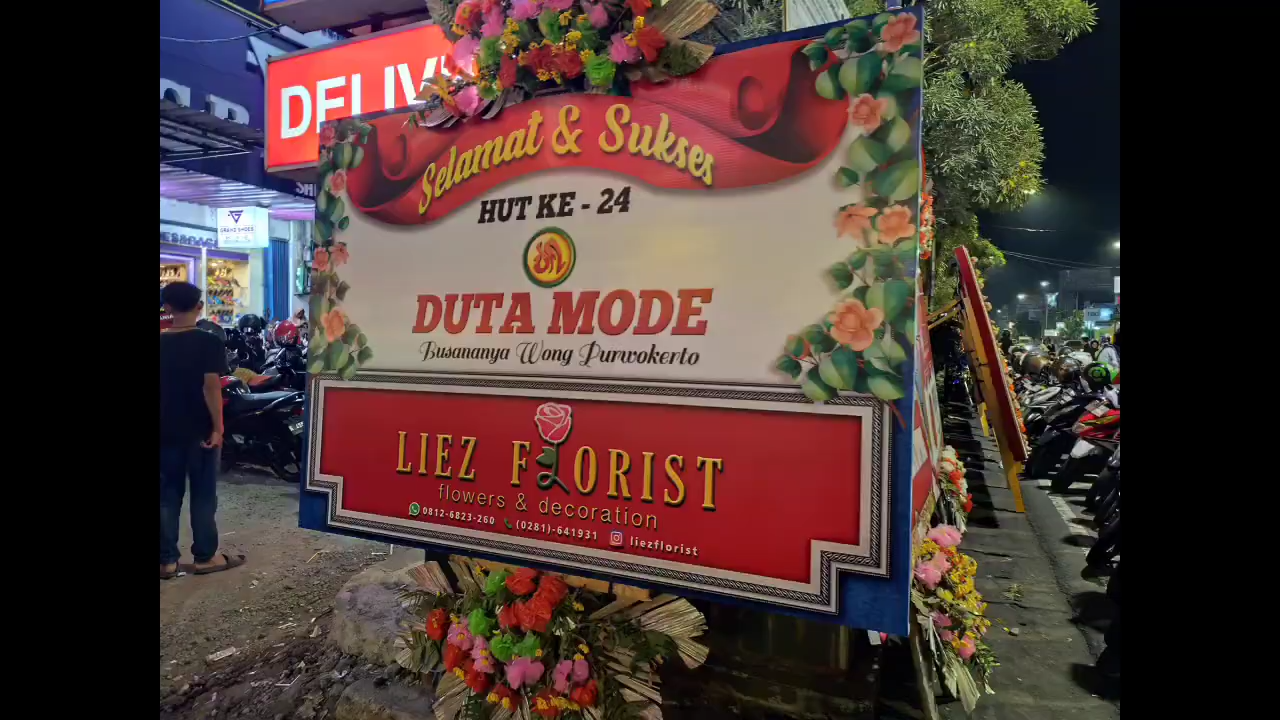 DELIV
Selamat & Sukses
HUT KE - 24
DUTA MODE
Busananya Wong Purwokerto
LIEZ FLORIST
flowers & decoration
0812-6823-260 (0281)-641931 liezflorist